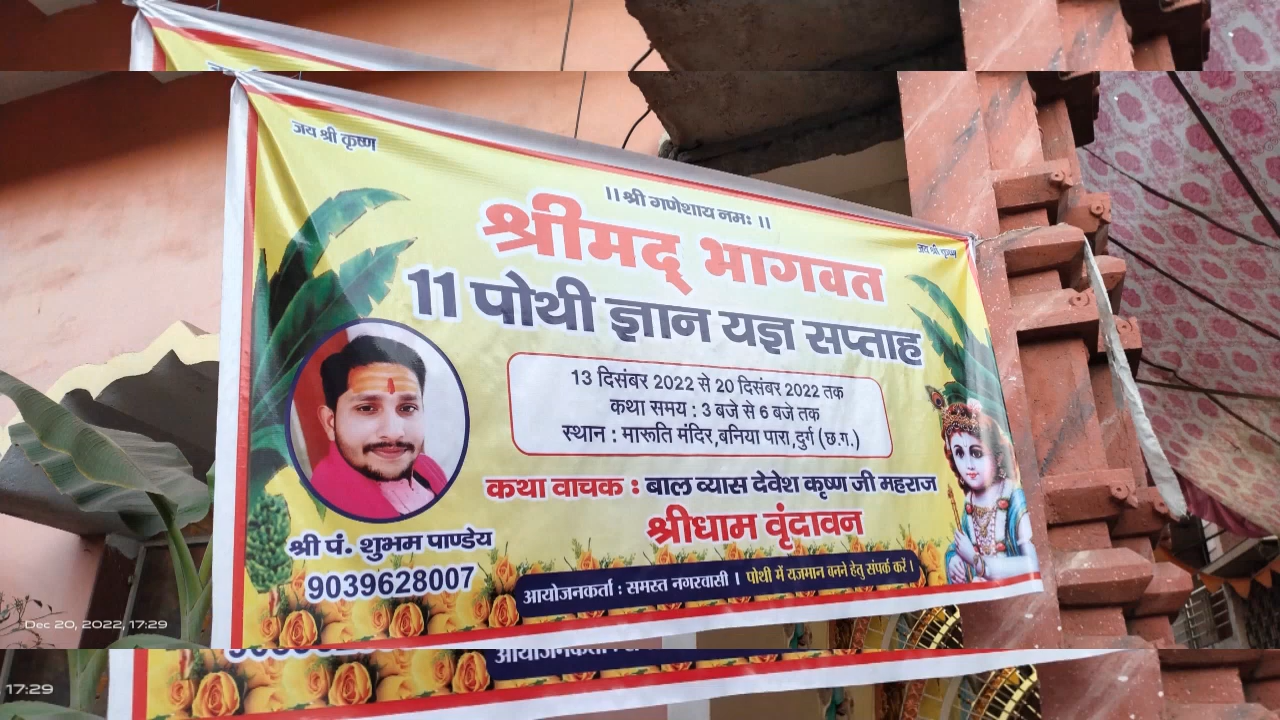 जय श्री कृष्ण
।।श्री गणेशाय नमः ।।
जय श्री कृष्ण
श्रीमद् भागवत
11 पोथी ज्ञान यज्ञ सप्ताह
13 दिसंबर 2022 से 20 दिसंबर 2022 तक
कथा समय : 3 बजे से 6 बजे तक
स्थान : मारूति मंदिर,बनिया पारा,दुर्ग (छ.ग.)
कथा वाचक : बाल व्यास देवेश कृष्ण जी महराज
श्रीधाम वृंदावन
श्री पं. शुभम पाण्डेय
9039628007
आयोजनकर्ता : समस्त नगरवासी । पोथी में यजमान बनने हेतु संपर्क करें ।
Dec 20, 2022, 17:29
17:29